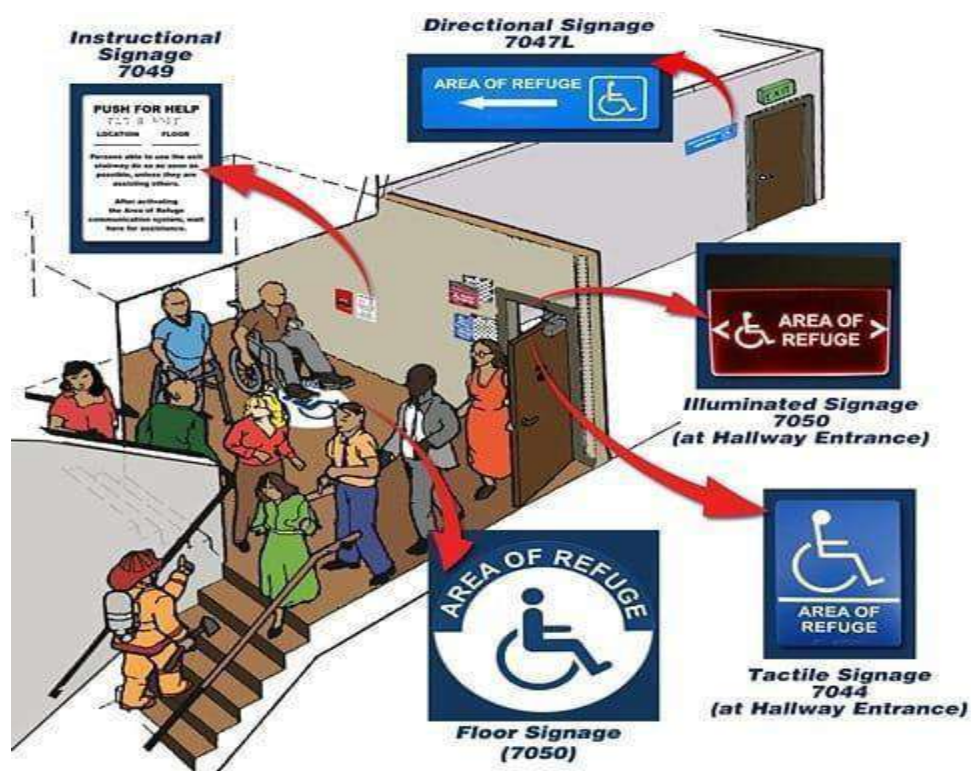 Instructional
Signage
7049
PUSH FOR HELP
LOCATION FLOOR
Persons able to use the exit
stairway do so as soon as
possible, unless they are
assisting others.
After activating
the Area of Refuge
communication system, wait
here for assistance.
Directional Signage
7047L
AREA OF REFUGE
EXIT
< AREA OF >
REFUGE
Illuminated Signage
7050
(at Hallway Entrance)
AREA OF REFUGE
Floor Signage
(7050)
AREA OF
REFUGE
Tactile Signage
7044
(at Hallway Entrance)